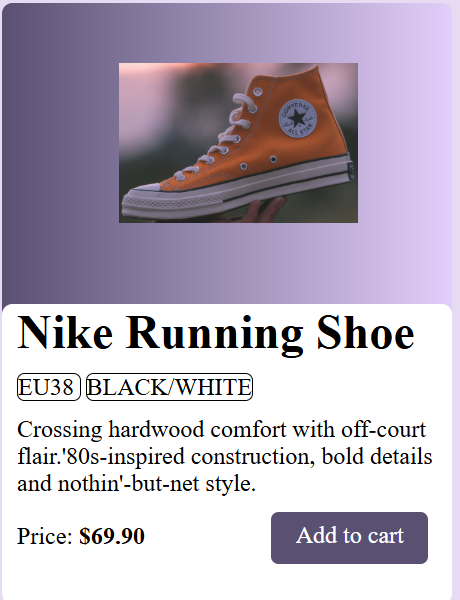 CONVERSE
ALL STAR
Nike Running Shoe
EU38 BLACK/WHITE
Crossing hardwood comfort with off-court
flair.'80s-inspired construction, bold details
and nothin'-but-net style.
Price: $69.90 Add to cart